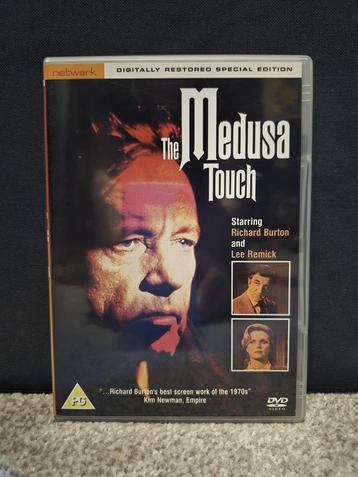 network
DIGITALLY RESTORED SPECIAL EDITION
The Medusa
Touch
Starring
Richard Burton
and
Lee Remick
"...Richard Burton's best screen work of the 1970s"
Kim Newman, Empire
PG
DVD
VIDEO